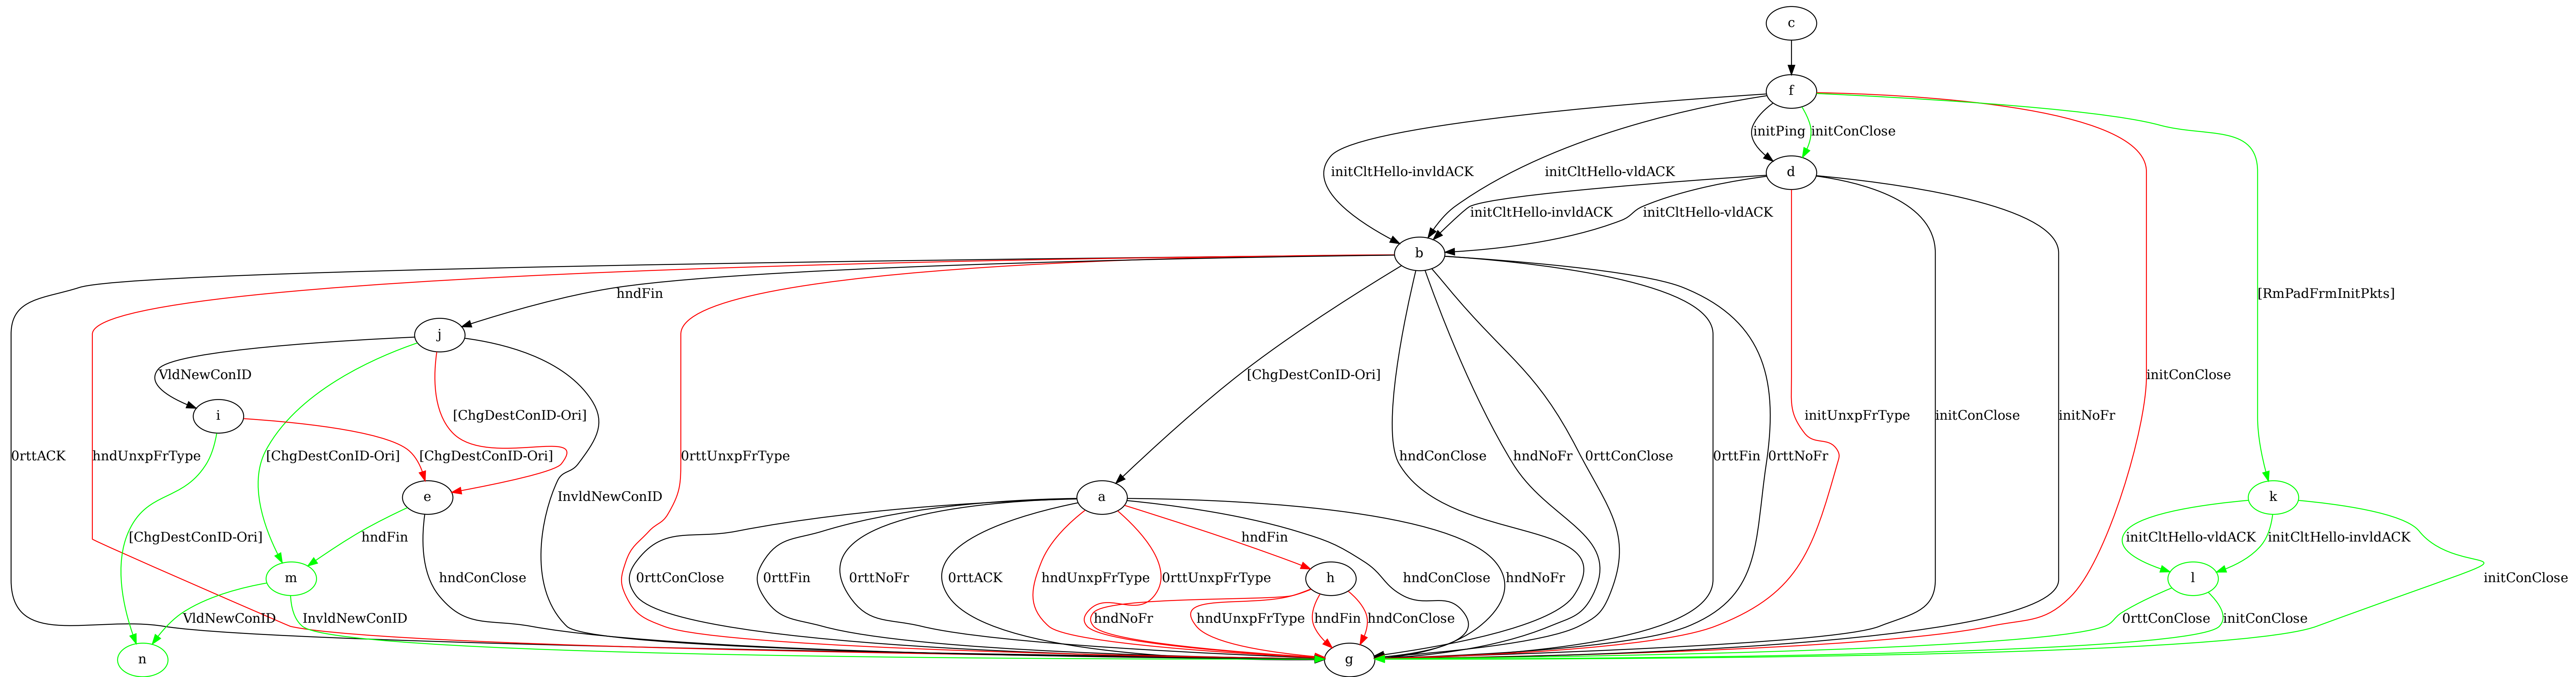 c
f
initPing
initConClose
initCltHello-invldACK
initCltHello-vldACK
d
initCltHello-invldACK
initCltHello-vldACK
b
hndFin
[RmPadFrmInitPkts]
j
VldNewConID
[ChgDestConID-Ori]
initConClose
i
[ChgDestConID-Ori]
initUnxpFrType
initConClose
initNoFr
0rttACK
hndUnxpFrType
[ChgDestConID-Ori]
[ChgDestConID-Ori]
0rttUnxpFrType
hndConClose
hndNoFr
0rttConClose
0rttFin
0rttNoFr
e
InvldNewConID
a
k
[ChgDestConID-Ori]
hndFin
hndFin
initCltHello-vldACK
initCltHello-invldACK
m
hndConClose
0rttConClose
0rttFin
0rttNoFr
0rttACK
hndUnxpFrType
0rttUnxpFrType
h
hndConClose
hndNoFr
l
initConClose
VldNewConID
InvldNewConID
hndNoFr
hndUnxpFrType
hndFin
hndConClose
0rttConClose
initConClose
n
g